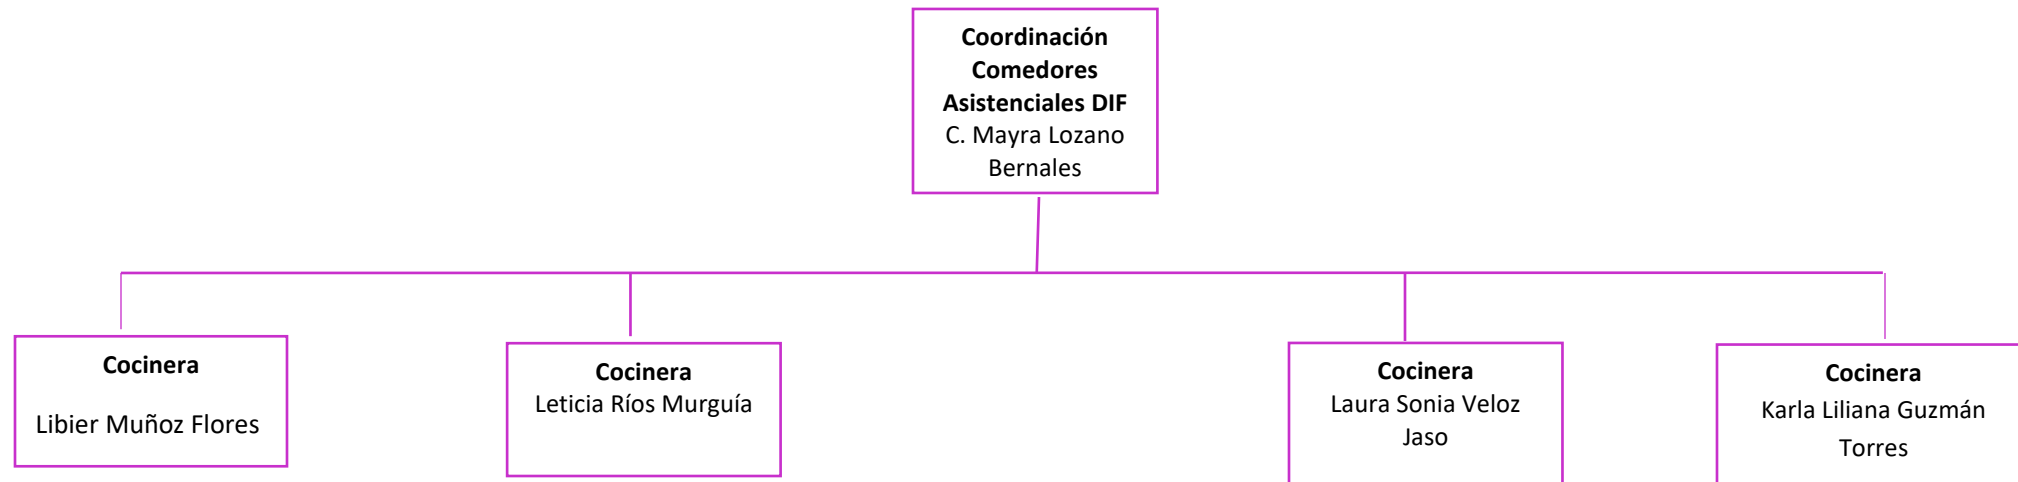 Coordinación
Comedores
Asistenciales DIF
C. Mayra Lozano
Bernales
Cocinera
Libier Muñoz Flores
Cocinera
Leticia Ríos Murguía
Cocinera
Laura Sonia Veloz
Jaso
Cocinera
Karla Liliana Guzmán
Torres